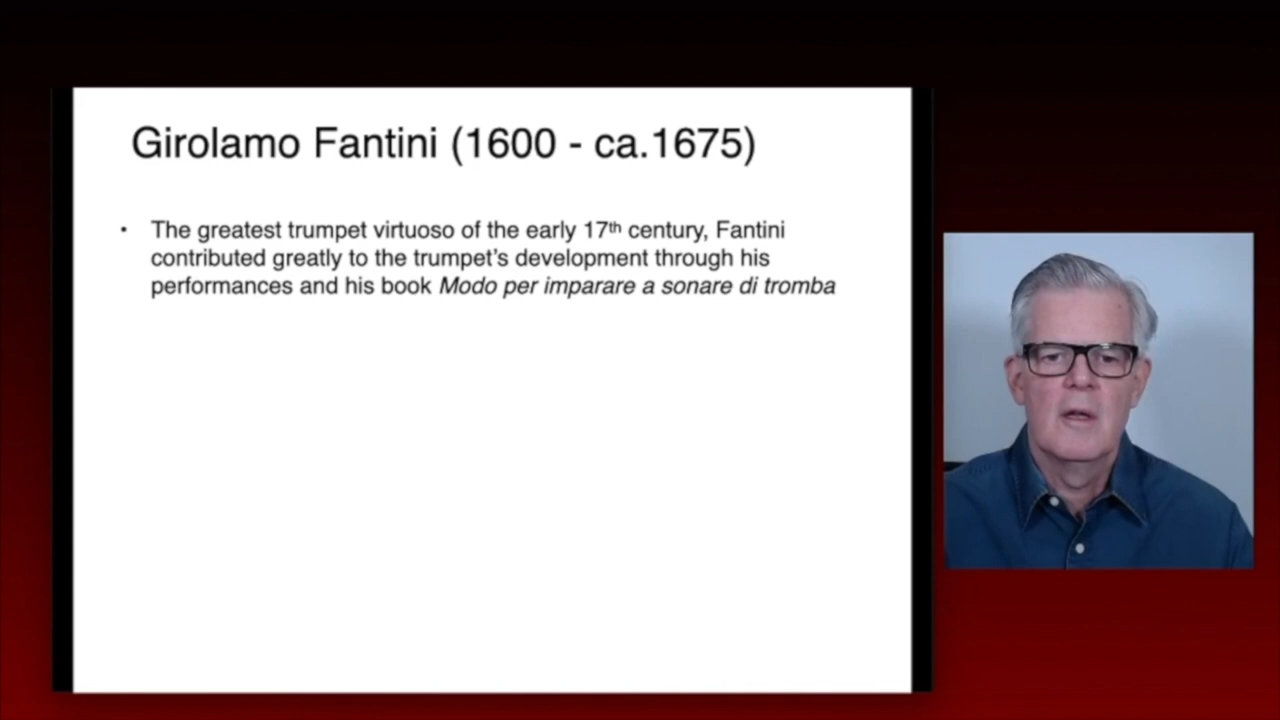 Girolamo Fantini (1600 - ca.1675)
• The greatest trumpet virtuoso of the early 17th century, Fantini
contributed greatly to the trumpet’s development through his
performances and his book Modo per imparare a sonare di tromba